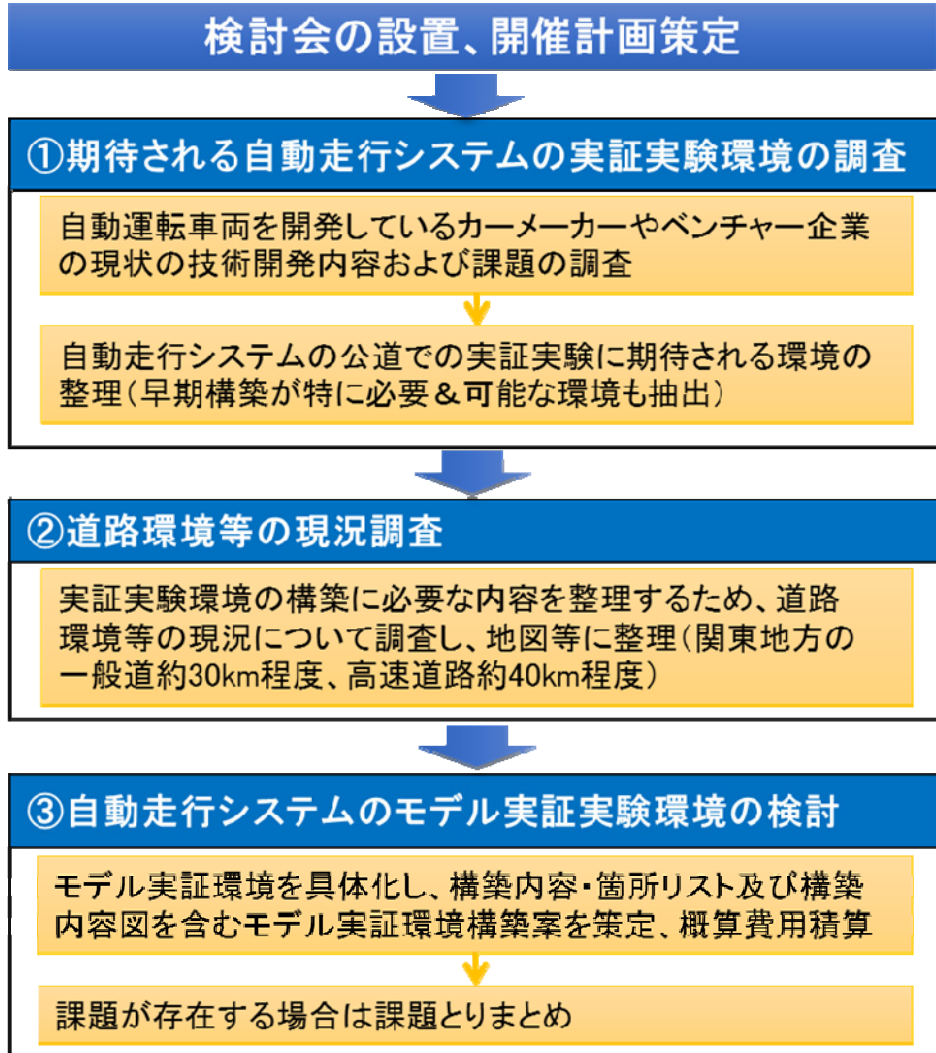 検討会の設置、開催計画策定
①期待される自動走行システムの実証実験環境の調査
自動運転車両を開発しているカーメーカーやベンチャー企業
の現状の技術開発内容および課題の調査
自動走行システムの公道での実証実験に期待される環境の
整理(早期構築が特に必要&可能な環境も抽出)
②道路環境等の現況調査
実証実験環境の構築に必要な内容を整理するため、道路
環境等の現況について調査し、地図等に整理(関東地方の
一般道約30km程度、高速道路約40km程度)
③自動走行システムのモデル実証実験環境の検討
モデル実証環境を具体化し、構築内容・箇所リスト及び構築
内容図を含むモデル実証環境構築案を策定、概算費用積算
課題が存在する場合は課題とりまとめ